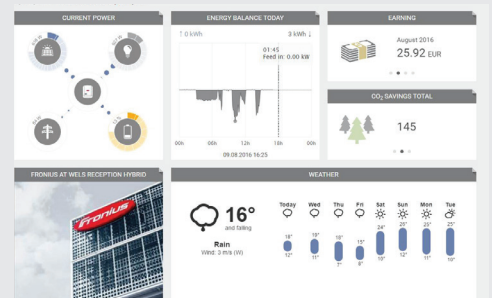 CURRENT POWER
ENERGY BALANCE TODAY
↑ 0 kWh
3 kWh ↓
01:45
Feed in: 0.00 kW
00h
06h
12h
18h
00h
09.08.2016 16:25
EARNING
August 2016
25.92 EUR
CO₂ SAVINGS TOTAL
145
FRONIUS AT WELS RECEPTION HYBRID
Fronius
WEATHER
16°
and falling
Rain
Wind: 3 m/s (W)
Today Wed Thu Fri Sat Sun Mon Tue
18° 18° 16° 15° 24° 26° 25° 25°
12° 11° 7° 8° 10° 12° 11° 10°